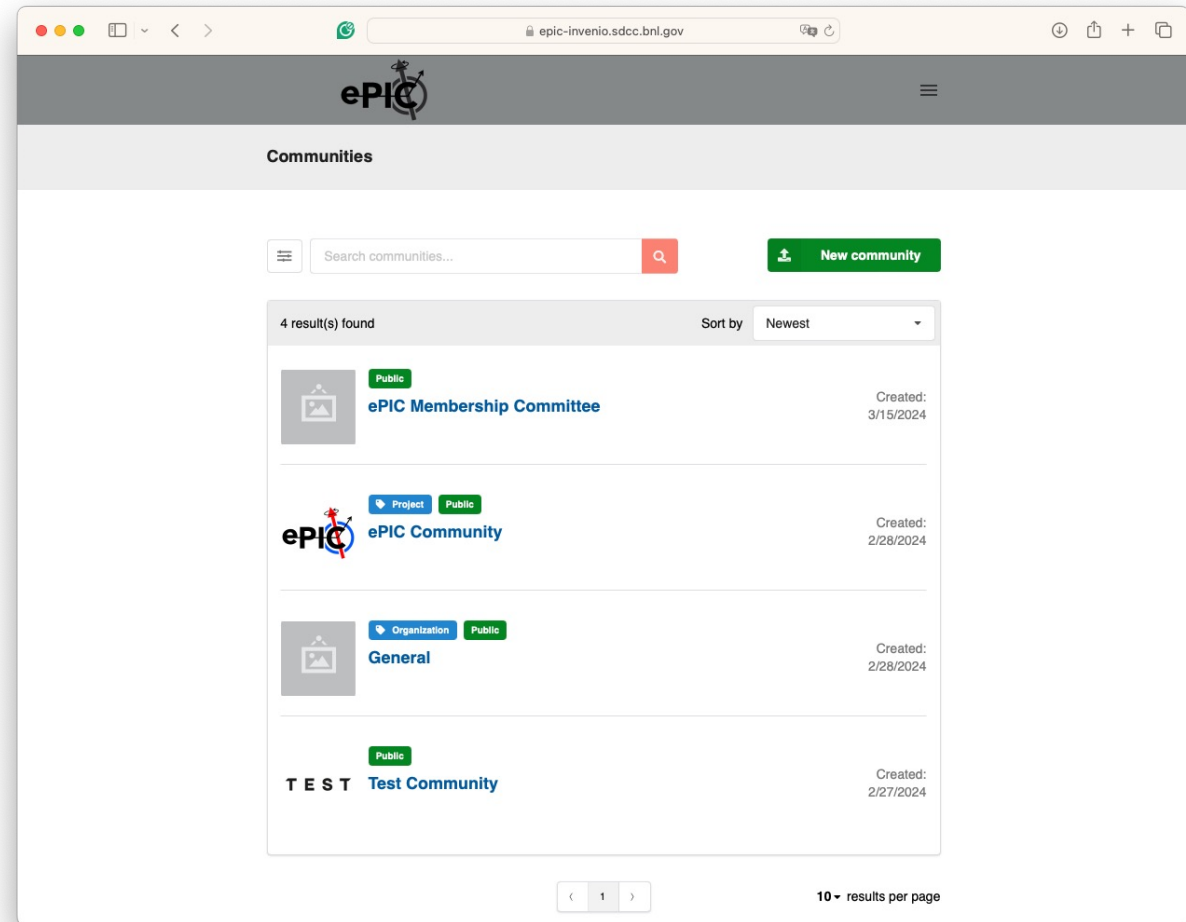 epic-invenio.sdcc.bnl.gov
ePIC
Communities
Search communities...
New community
4 result(s) found
Sort by
Newest
Public
ePIC Membership Committee
Created:
3/15/2024
Project
Public
ePIC
ePIC Community
Created:
2/28/2024
Organization
Public
General
Created:
2/28/2024
Public
TEST
Test Community
Created:
2/27/2024
1
10 results per page